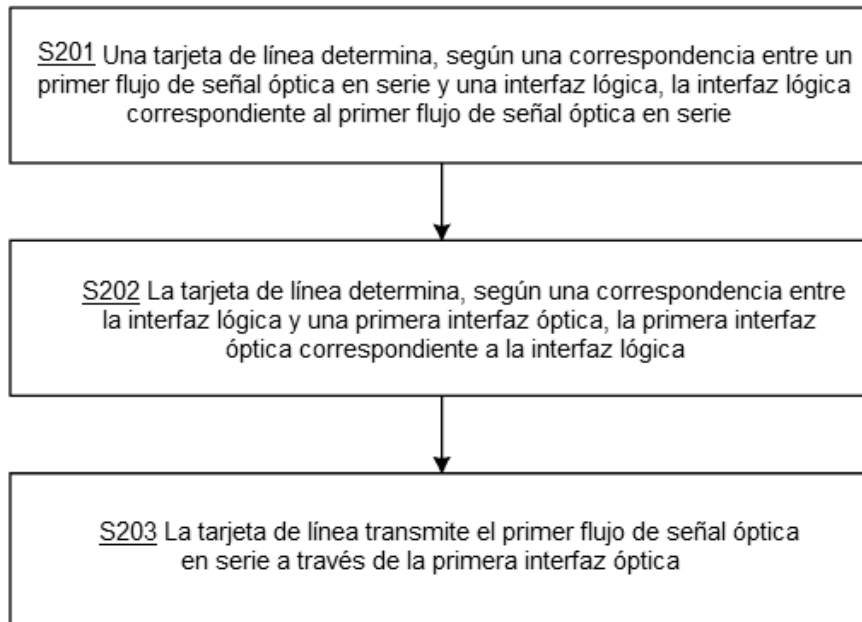 S201 Una tarjeta de línea determina, según una correspondencia entre un
primer flujo de señal óptica en serie y una interfaz lógica, la interfaz lógica
correspondiente al primer flujo de señal óptica en serie
S202 La tarjeta de línea determina, según una correspondencia entre
la interfaz lógica y una primera interfaz óptica, la primera interfaz
óptica correspondiente a la interfaz lógica
S203 La tarjeta de línea transmite el primer flujo de señal óptica
en serie a través de la primera interfaz óptica